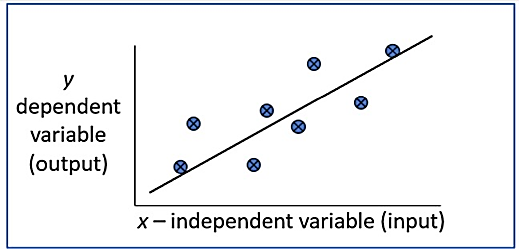 y
dependent
variable
(output)
x – independent variable (input)